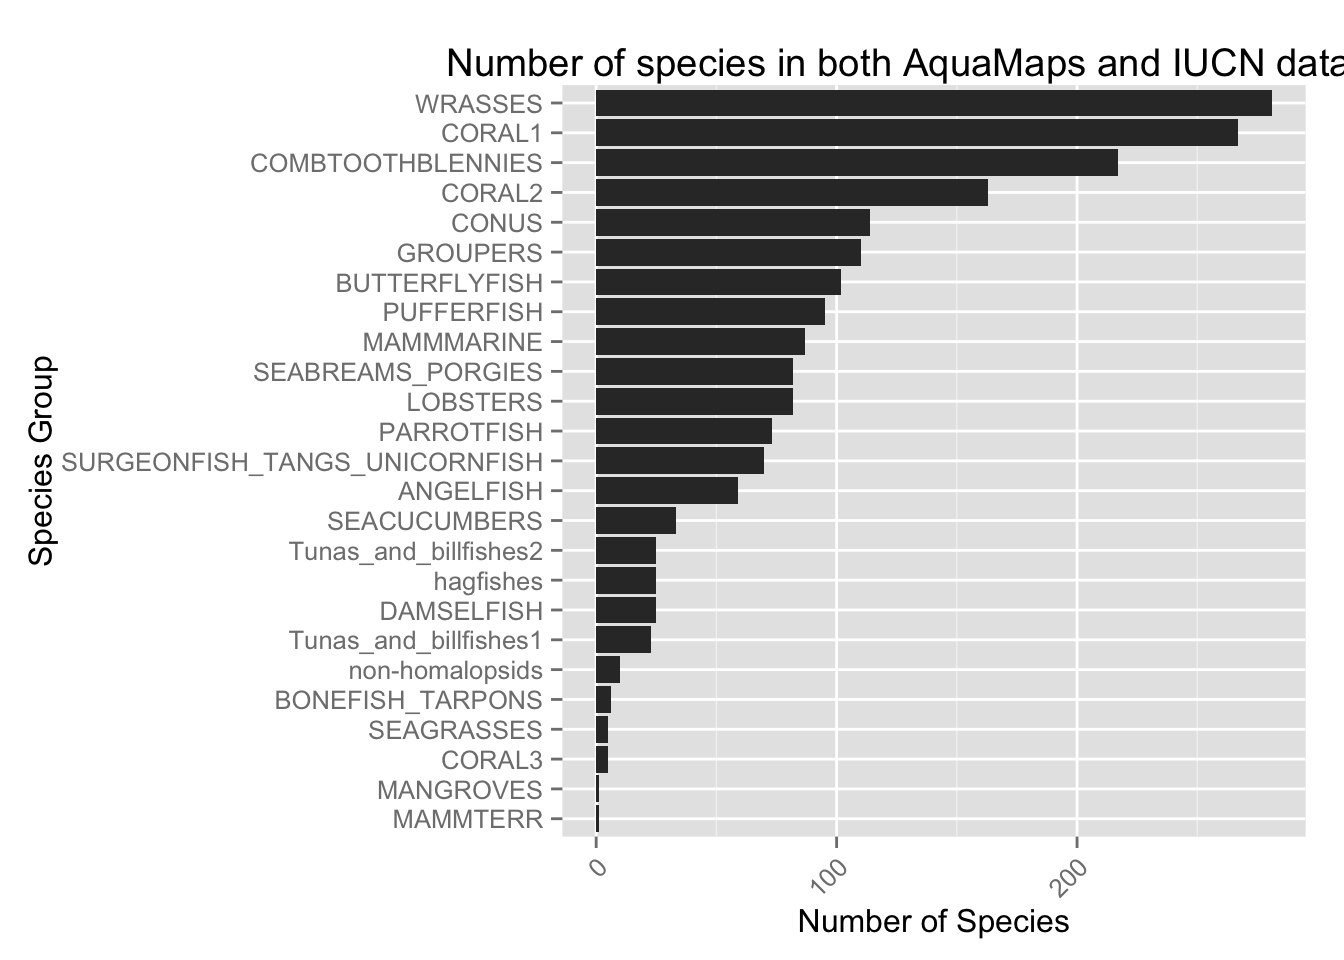 Number of species in both AquaMaps and IUCN data
WRASSES
CORAL1
COMBTOOTHBLENNIES
CORAL2
CONUS
GROUPERS
BUTTERFLYFISH
PUFFERFISH
MAMMMARINE
SEABREAMS_PORGIES
LOBSTERS
PARROTFISH
SURGEONFISH_TANGS_UNICORNFISH
ANGELFISH
SEACUCUMBERS
Tunas_and_billfishes2
hagfishes
DAMSELFISH
Tunas_and_billfishes1
non-homalopsids
BONEFISH_TARPONS
SEAGRASSES
CORAL3
MANGROVES
MAMMTERR
Species Group
0
100
200
Number of Species